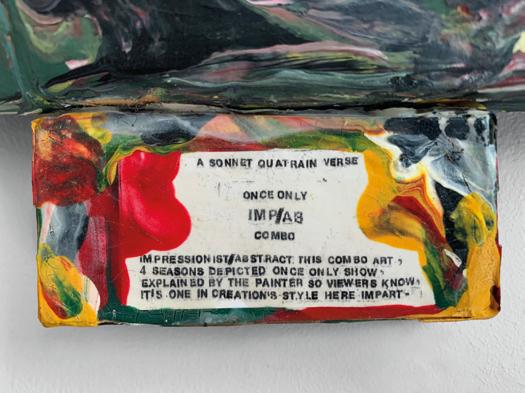 A SONNET QUATRAIN VERSE
ONCE ONLY
IMP/AB
COMBO
IMPRESSIONIST/ABSTRACT, THIS COMBO ART,
4 SEASONS DEPICTED ONCE ONLY SHOW,
EXPLAINED BY THE PAINTER SO VIEWERS KNOW,
ITS ONE IN CREATION'S STYLE HERE IMPART.